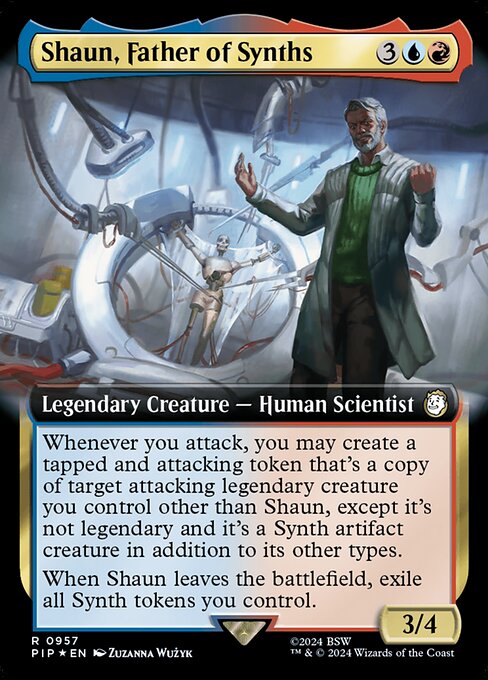 Shaun, Father of Synths 3
Legendary Creature — Human Scientist
Whenever you attack, you may create a
tapped and attacking token that's a copy
of target attacking legendary creature
you control other than Shaun, except it's
not legendary and it's a Synth artifact
creature in addition to its other types.
When Shaun leaves the battlefield, exile
all Synth tokens you control.
3/4
R 0957
PIP★EN Zuzanna Wużyk
©2024 BSW
™ & © 2024 Wizards of the Coast